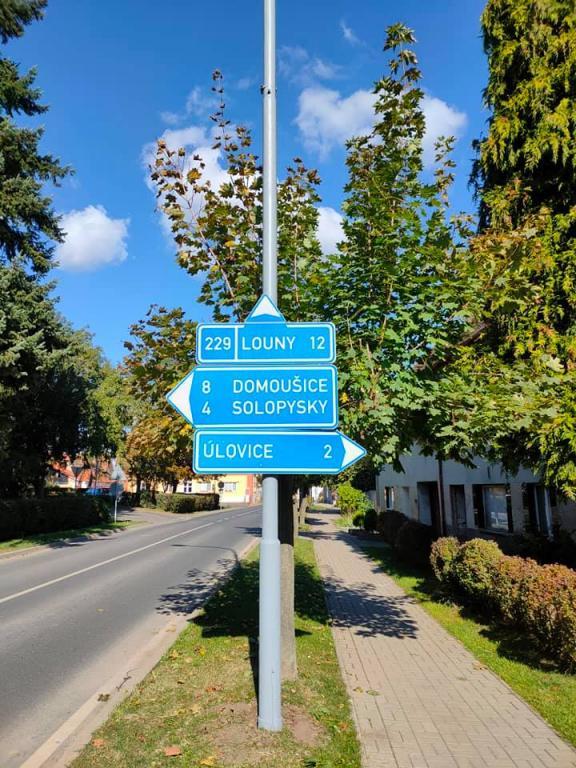 229 LOUNY 12
8 DOMOUŠICE
4 SOLOPYSKY
ÚLOVICE 2